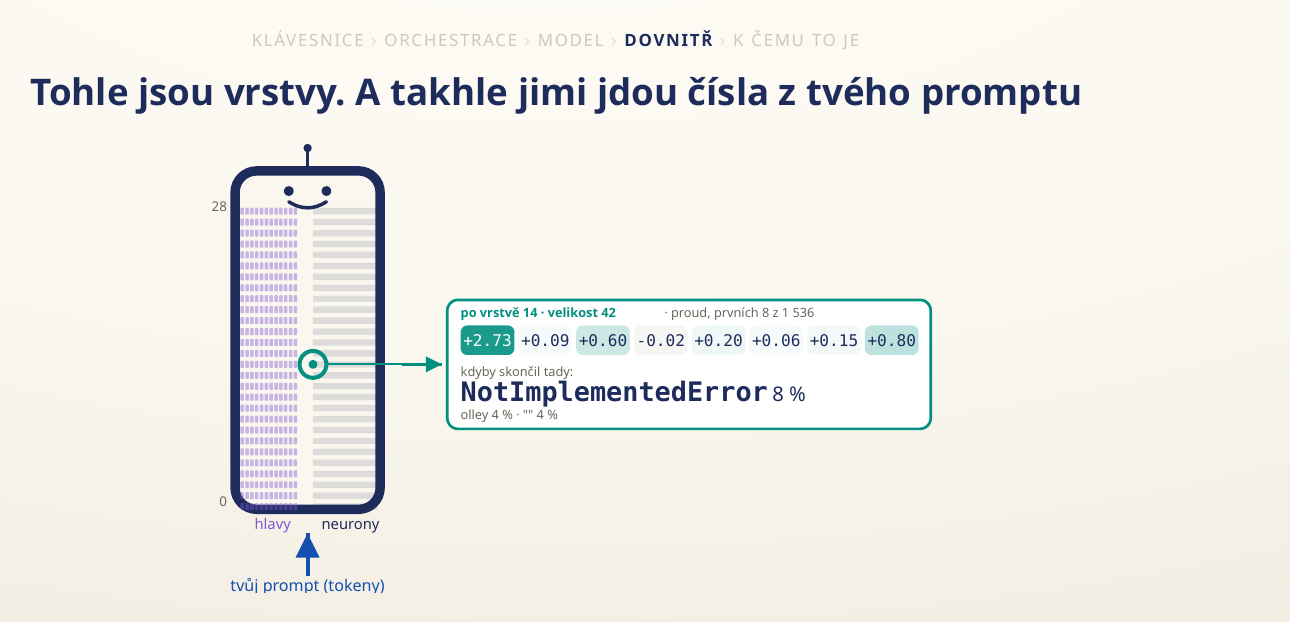 KLÁVESNICE › ORCHESTRACE › MODEL › DOVNITŘ › K ČEMU TO JE
Tohle jsou vrstvy. A takhle jimi jdou čísla z tvého promptu
28
po vrstvě 14 · velikost 42 · proud, prvních 8 z 1 536
+2.73 +0.09 +0.60 -0.02 +0.20 +0.06 +0.15 +0.80
kdyby skončil tady:
NotImplementedError 8 %
olley 4 % · "" 4 %
0
hlavy neurony
tvůj prompt (tokeny)